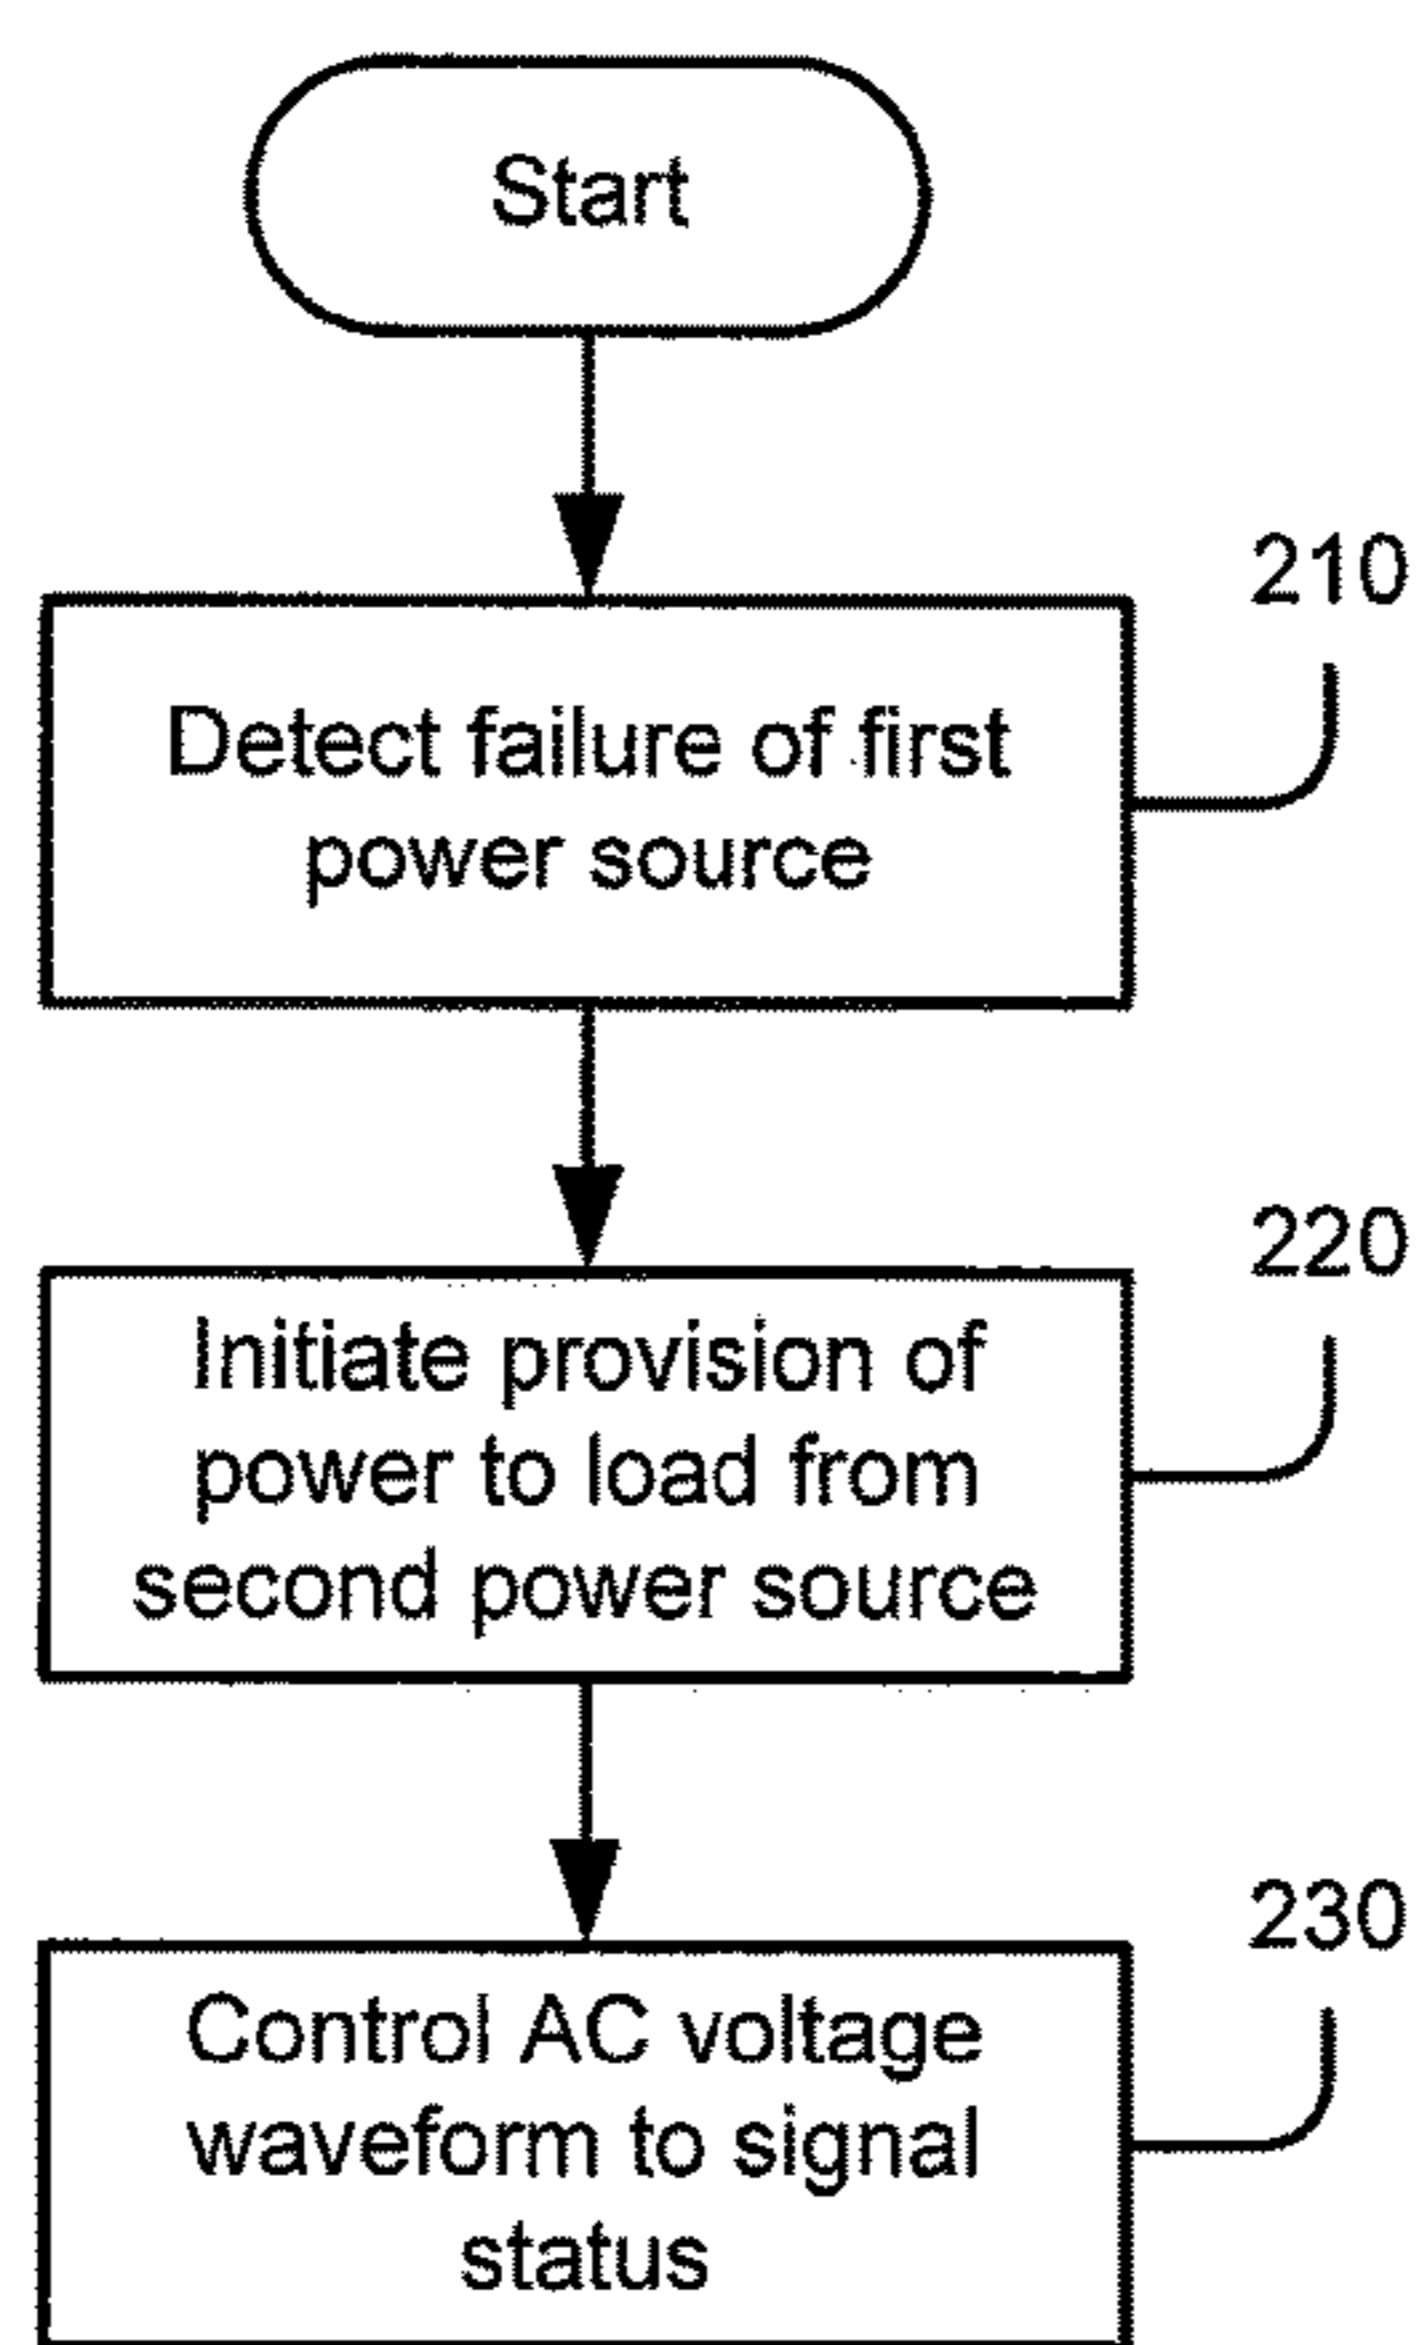 Start
210
Detect failure of first
power source
220
Initiate provision of
power to load from
second power source
230
Control AC voltage
waveform to signal
status